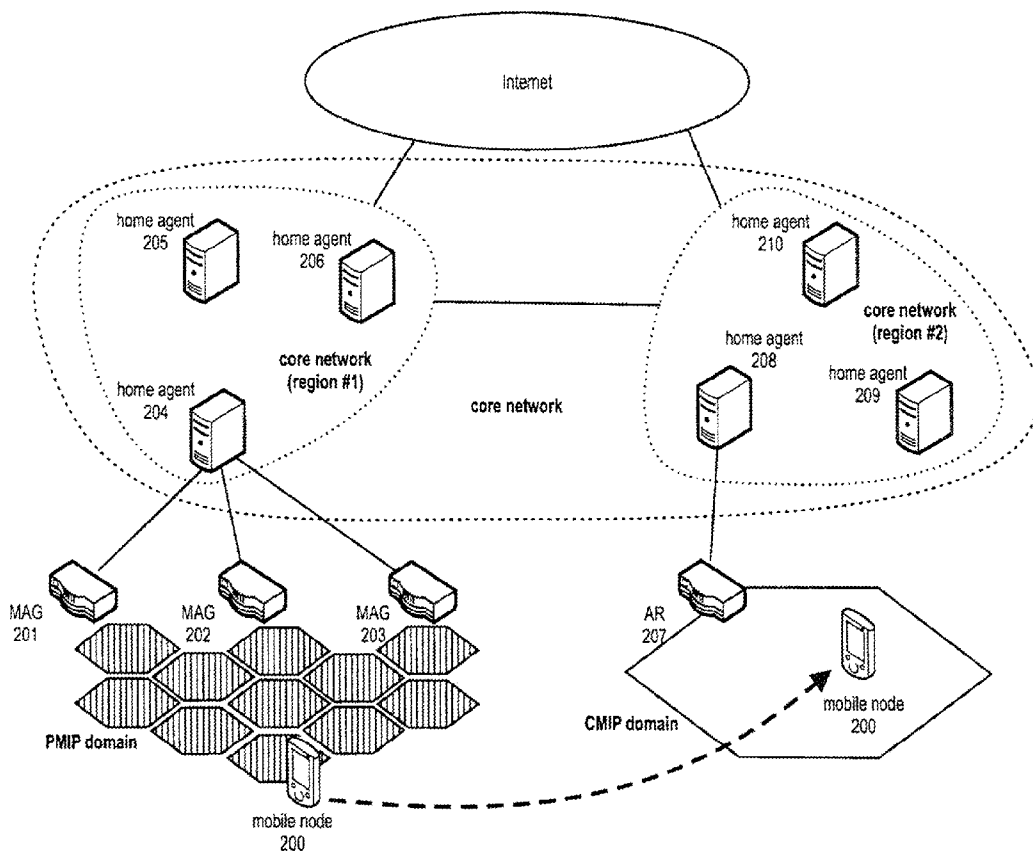 Internet
home agent
205
home agent
206
home agent
210
core network
(region #2)
core network
(region #1)
home agent
208
home agent
209
home agent
204
core network
MAG
201
MAG
202
MAG
203
AR
207
mobile node
200
PMIP domain
CMIP domain
mobile node
200